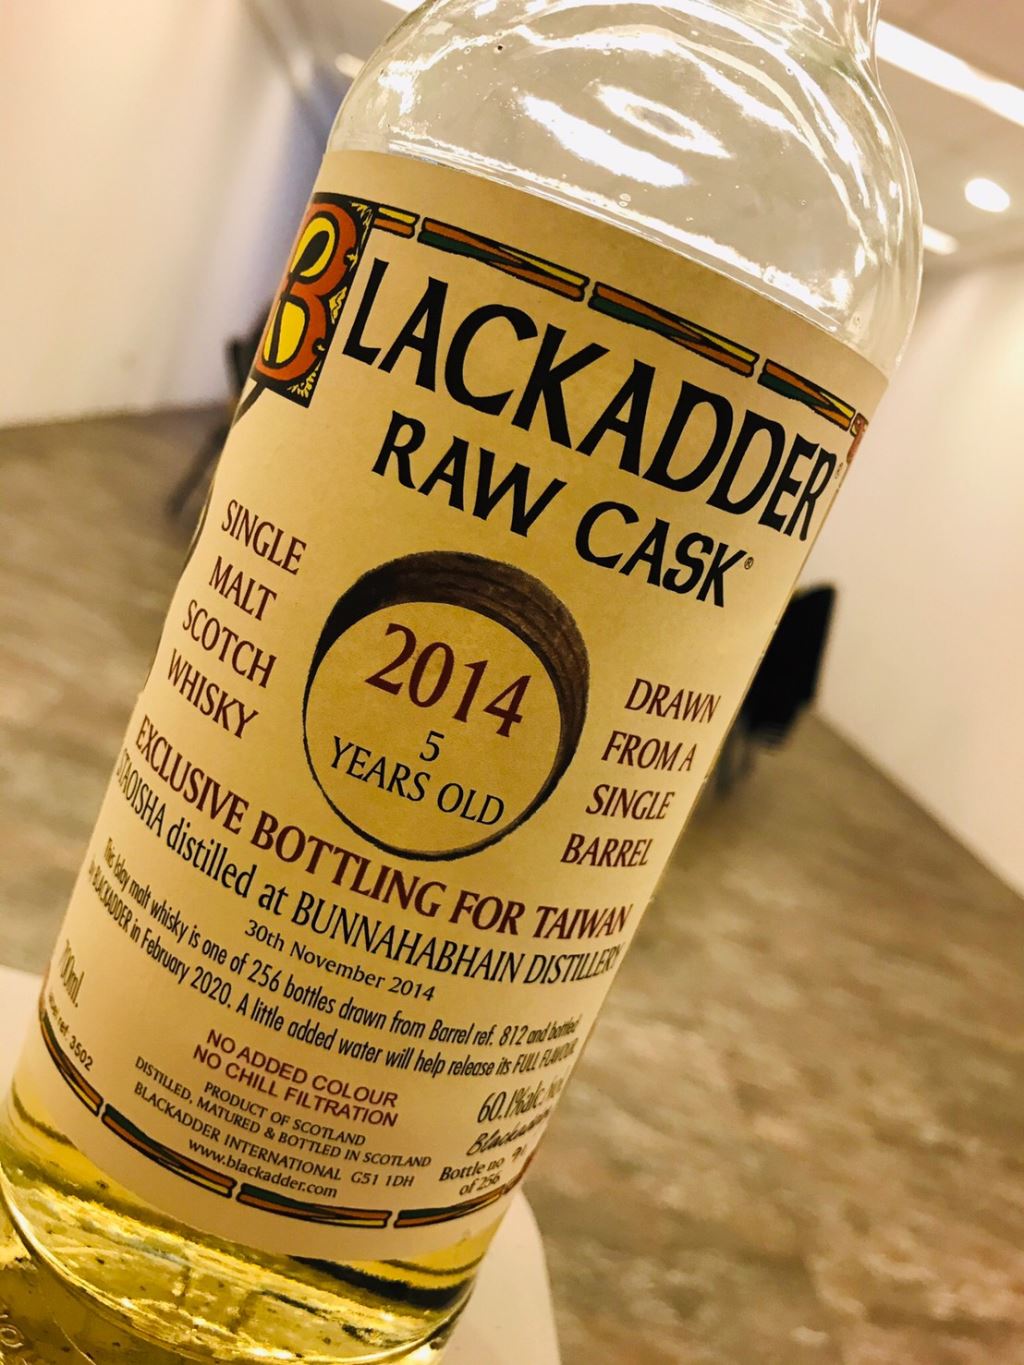 BLACKADDER®
RAW CASK®
SINGLE
MALT
SCOTCH
WHISKY
2014
5
YEARS OLD
DRAWN
FROM A
SINGLE
BARREL
EXCLUSIVE BOTTLING FOR TAIWAN
STAOISHA distilled at BUNNAHABHAIN DISTILLERY
30th November 2014
This Islay malt whisky is one of 256 bottles drawn from Barrel ref. 812 and bottled
by BLACKADDER in February 2020. A little added water will help release its FULL FLAVOUR.
700ml.
ref. 3502
NO ADDED COLOUR
NO CHILL FILTRATION
PRODUCT OF SCOTLAND
DISTILLED, MATURED & BOTTLED IN SCOTLAND
BLACKADDER INTERNATIONAL G51 1DH
www.blackadder.com
60.1%alc.
Blackadder
Bottle no 91
of 256